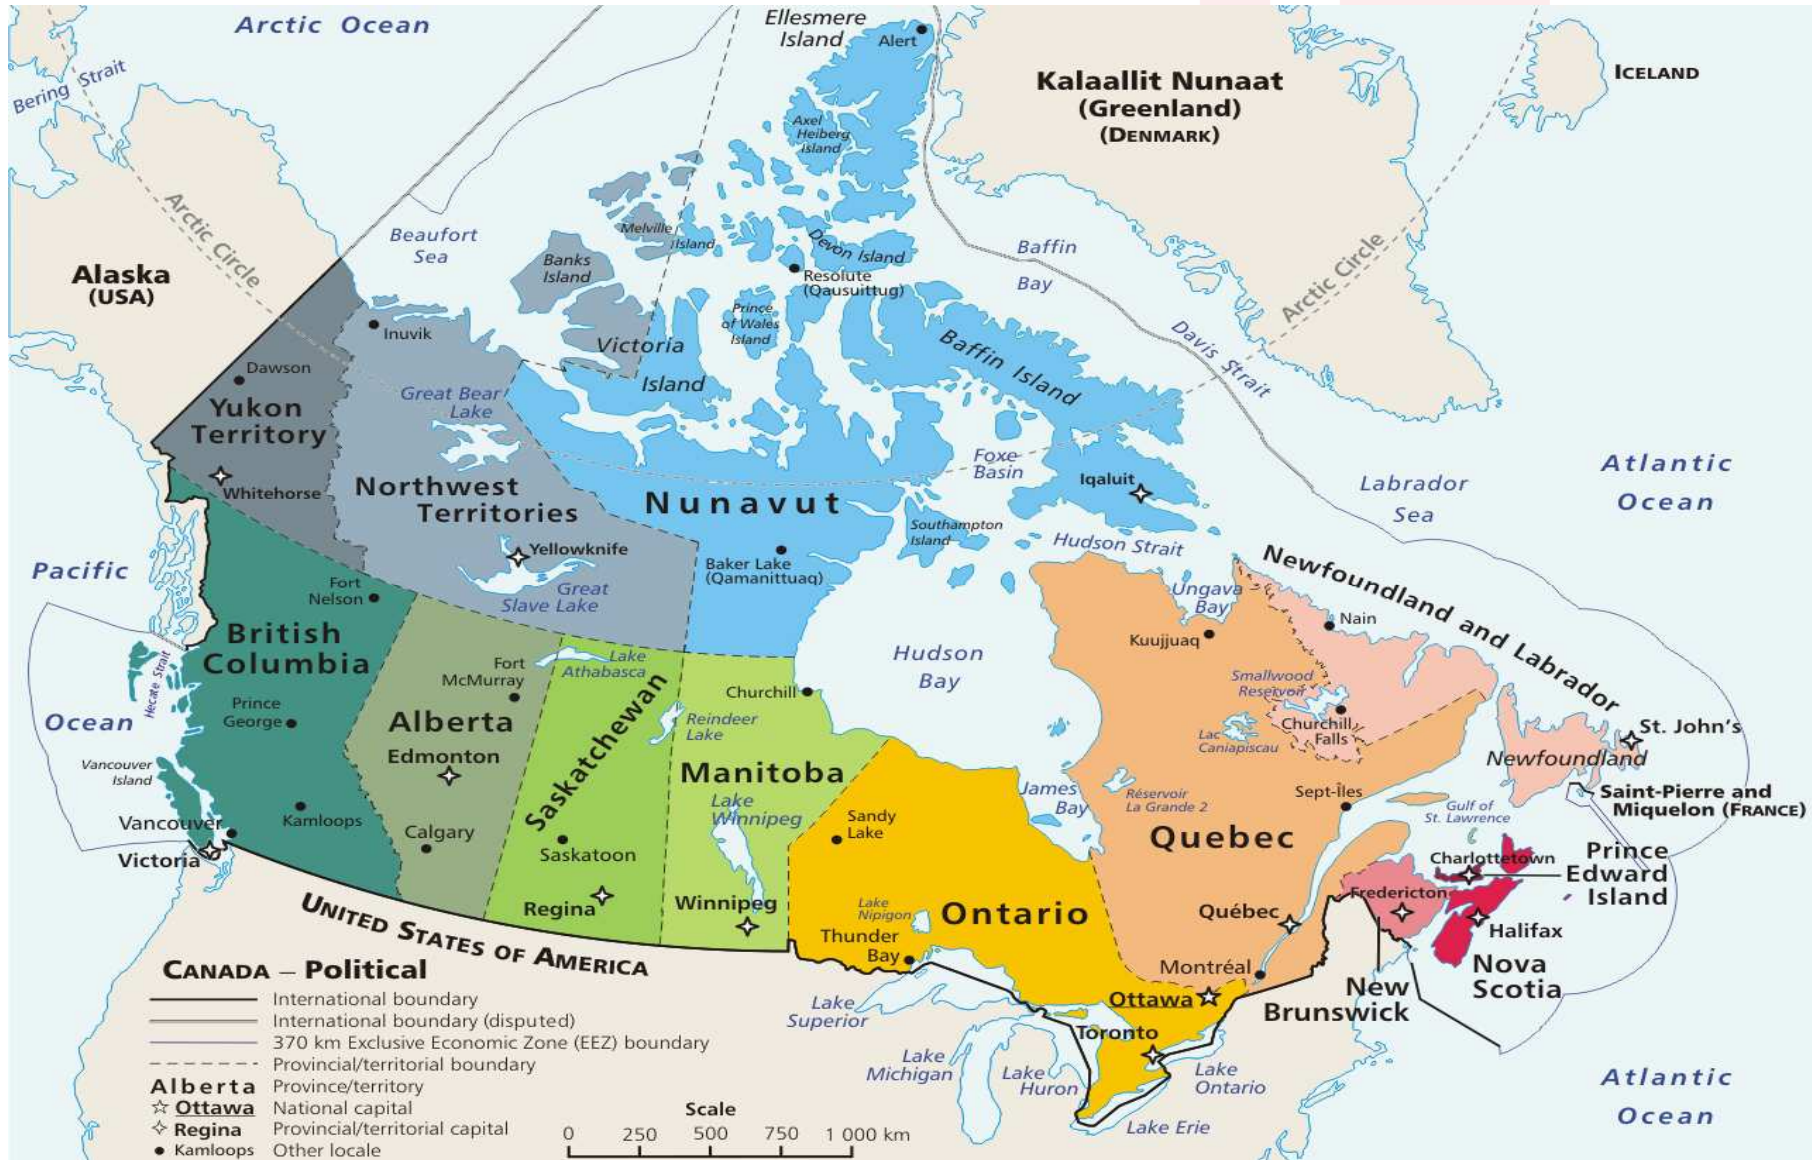 Arctic Ocean
Ellesmere
Island
Alert
Bering Strait
Kalaallit Nunaat
(Greenland)
(DENMARK)
ICELAND
Axel
Heiberg
Island
Arctic Circle
Beaufort
Sea
Melville
Island
Devon Island
Banks
Island
Resolute
(Qausuittuq)
Baffin
Bay
Arctic Circle
Alaska
(USA)
Prince
of Wales
Island
Inuvik
Victoria
Island
Baffin Island
Davis Strait
Dawson
Great Bear
Lake
Yukon
Territory
Whitehorse
Northwest
Territories
Nunavut
Foxe
Basin
Iqaluit
Labrador
Sea
Atlantic
Ocean
Southampton
Island
Hudson Strait
Yellowknife
Great
Slave Lake
Baker Lake
(Qamanittuaq)
Pacific
Ocean
Fort
Nelson
Ungava
Bay
Newfoundland and Labrador
Nain
Kuujjuaq
British
Columbia
Hecate Strait
Fort
McMurray
Lake
Athabasca
Hudson
Bay
Smallwood
Reservoir
Prince
George
Alberta
Edmonton
Saskatchewan
Reindeer
Lake
Churchill
Churchill
Falls
Lac
Caniapiscau
St. John's
Newfoundland
Vancouver
Island
Manitoba
Lake
Winnipeg
James
Bay
Réservoir
La Grande 2
Sept-Îles
Gulf of
St. Lawrence
Saint-Pierre and
Miquelon (FRANCE)
Vancouver
Victoria
Kamloops
Calgary
Saskatoon
Sandy
Lake
Quebec
Charlottetown
Prince
Edward
Island
Regina
Winnipeg
Lake
Nipigon
Ontario
Thunder
Bay
Québec
Fredericton
Halifax
Nova
Scotia
New
Brunswick
Montréal
Ottawa
Toronto
UNITED STATES OF AMERICA
Lake
Superior
Lake
Michigan
Lake
Huron
Lake
Ontario
Lake Erie
Atlantic
Ocean
CANADA – Political
International boundary
International boundary (disputed)
370 km Exclusive Economic Zone (EEZ) boundary
Provincial/territorial boundary
Alberta Province/territory
Ottawa National capital
Regina Provincial/territorial capital
Kamloops Other locale
Scale
0 250 500 750 1 000 km